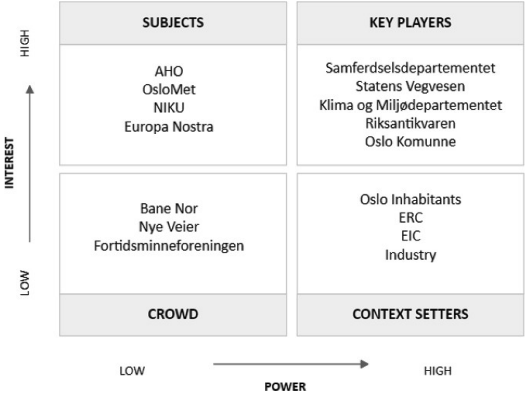 SUBJECTS
KEY PLAYERS
HIGH
AHO
OsloMet
NIKU
Europa Nostra
Samferdselsdepartementet
Statens Vegvesen
Klima og Miljødepartementet
Riksantikvaren
Oslo Komunne
INTEREST
Bane Nor
Nye Veier
Fortidsminneforeningen
Oslo Inhabitants
ERC
EIC
Industry
LOW
CROWD
CONTEXT SETTERS
LOW
HIGH
POWER